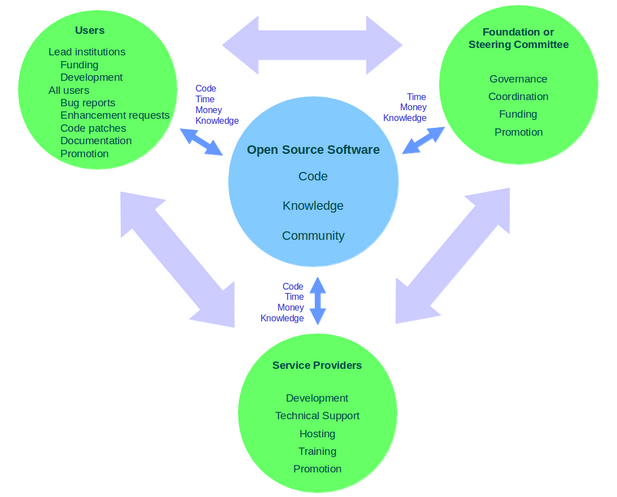 Users
Lead institutions
Funding
Development
All users
Bug reports
Enhancement requests
Code patches
Documentation
Promotion
Code
Time
Money
Knowledge
Foundation or
Steering Committee
Governance
Coordination
Funding
Promotion
Time
Money
Knowledge
Open Source Software
Code
Knowledge
Community
Code
Time
Money
Knowledge
Service Providers
Development
Technical Support
Hosting
Training
Promotion